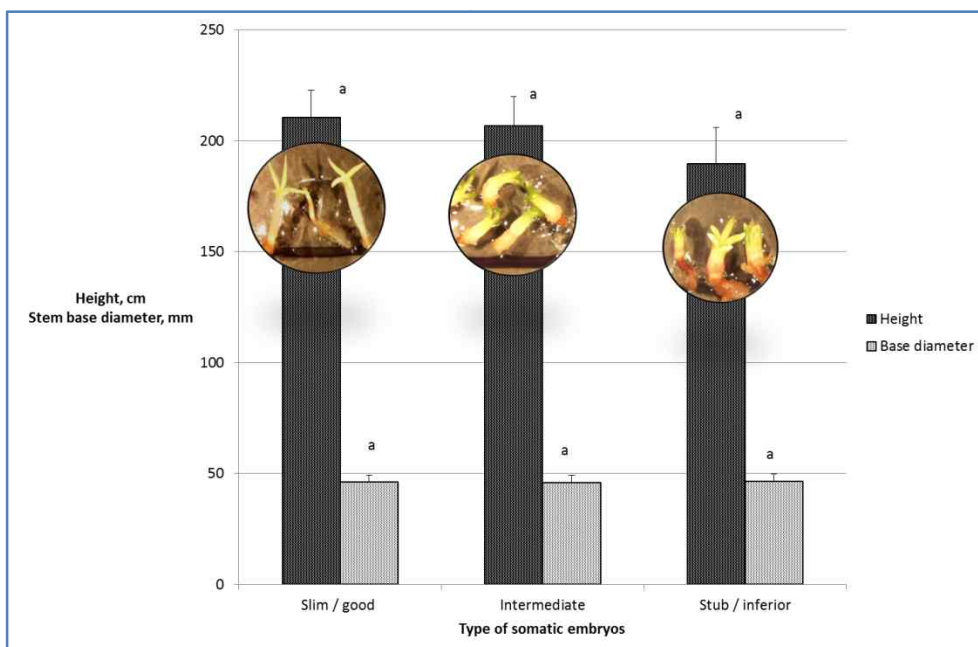 250
200
150
100
50
0
a
a
a
a
a
a
Height, cm
Stem base diameter, mm
Height
Base diameter
Slim / good
Intermediate
Stub / inferior
Type of somatic embryos